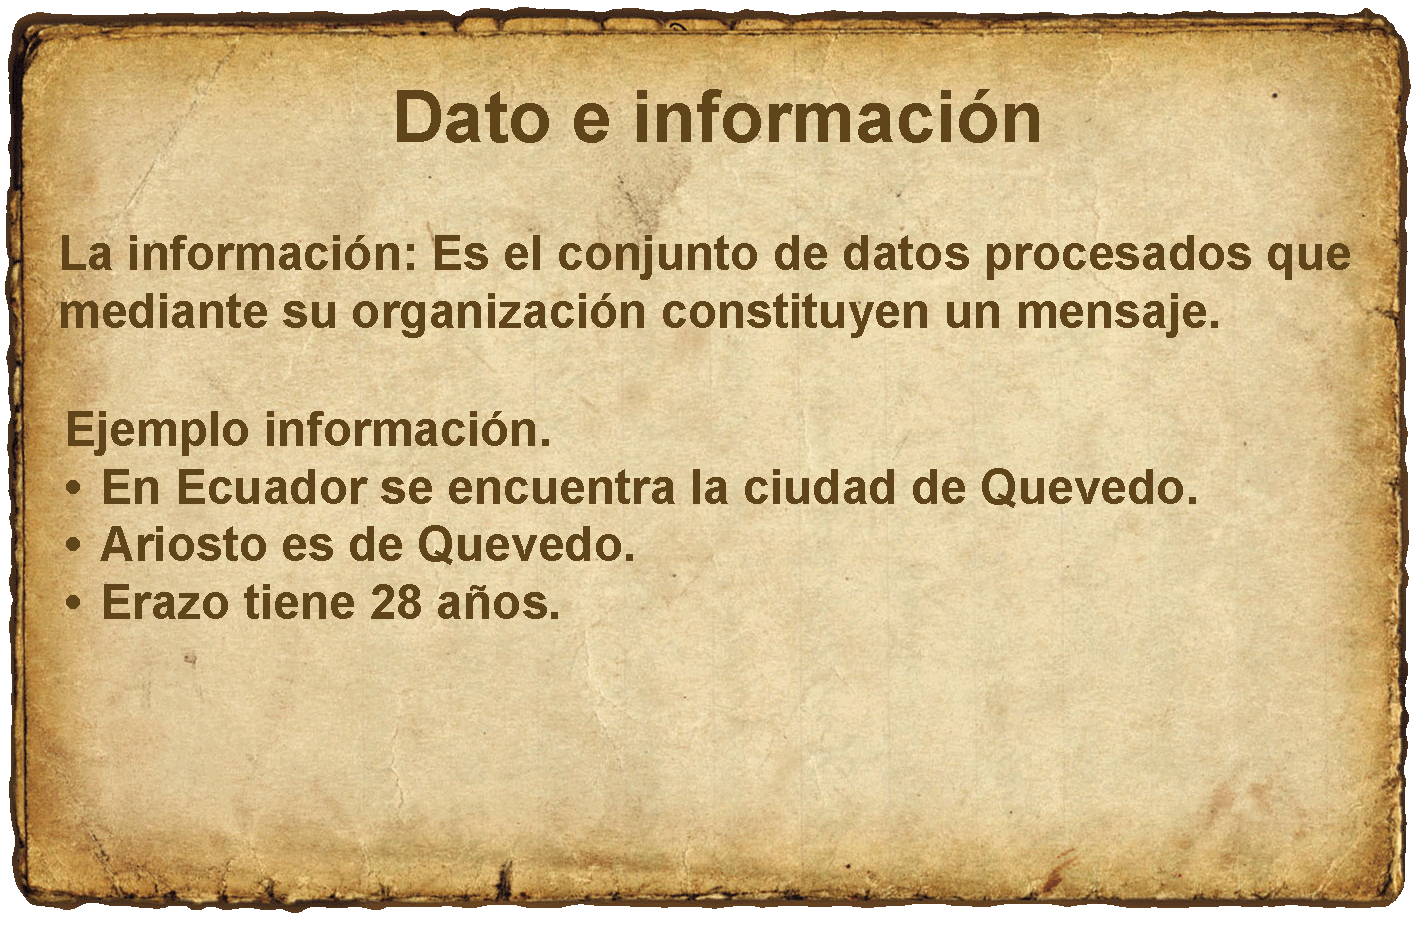 Dato e información
La información: Es el conjunto de datos procesados que
mediante su organización constituyen un mensaje.
Ejemplo información.
• En Ecuador se encuentra la ciudad de Quevedo.
• Ariosto es de Quevedo.
• Erazo tiene 28 años.